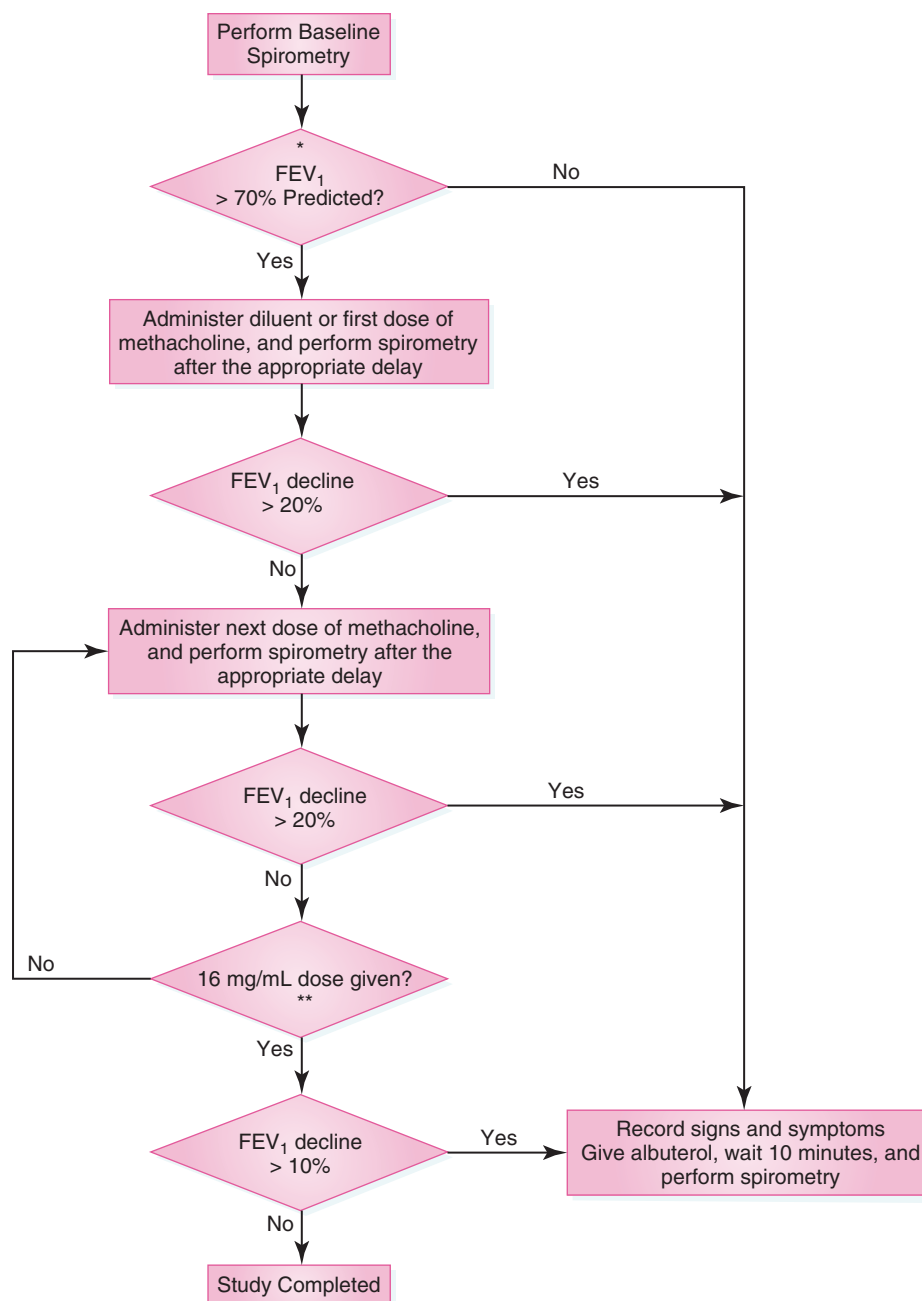 Perform Baseline
Spirometry
*
FEV₁
> 70% Predicted?
No
Yes
Administer diluent or first dose of
methacholine, and perform spirometry
after the appropriate delay
FEV₁ decline
> 20%
Yes
No
Administer next dose of methacholine,
and perform spirometry after the
appropriate delay
FEV₁ decline
> 20%
Yes
No
16 mg/mL dose given?
**
No
Yes
FEV₁ decline
> 10%
Yes
Record signs and symptoms
Give albuterol, wait 10 minutes, and
perform spirometry
No
Study Completed